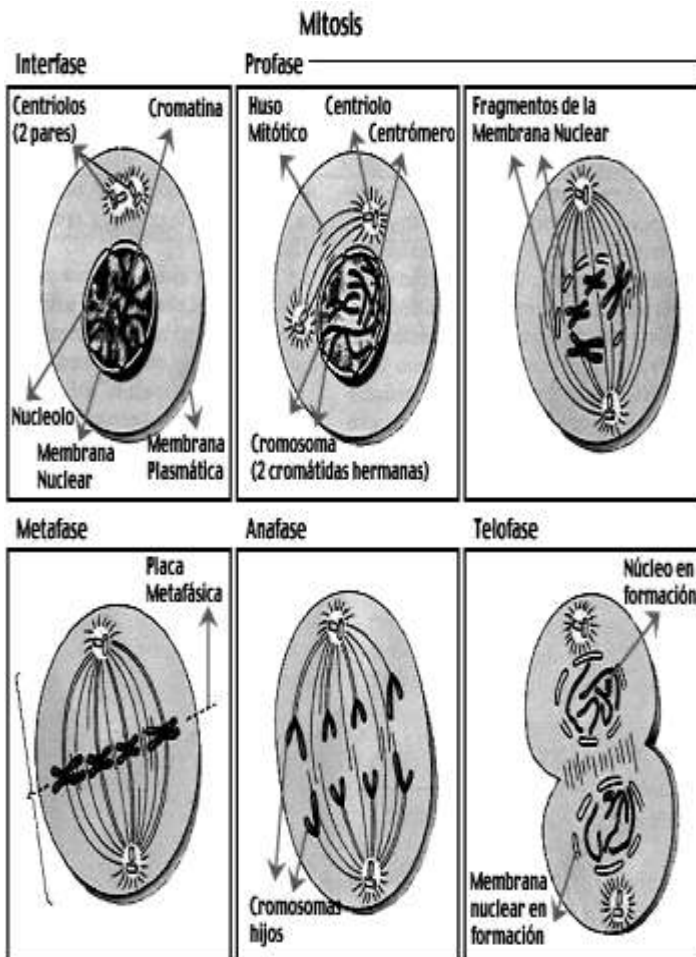 Mitosis
Interfase
Profase
Centriolos
(2 pares)
Cromatina
Nucleolo
Membrana
Nuclear
Membrana
Plasmática
Huso
Mitótico
Centriolo
Centrómero
Cromosoma
(2 cromátidas hermanas)
Fragmentos de la
Membrana Nuclear
Metafase
Anafase
Telofase
Placa
Metafásica
Cromosomas
hijos
Núcleo en
formación
Membrana
nuclear en
formación